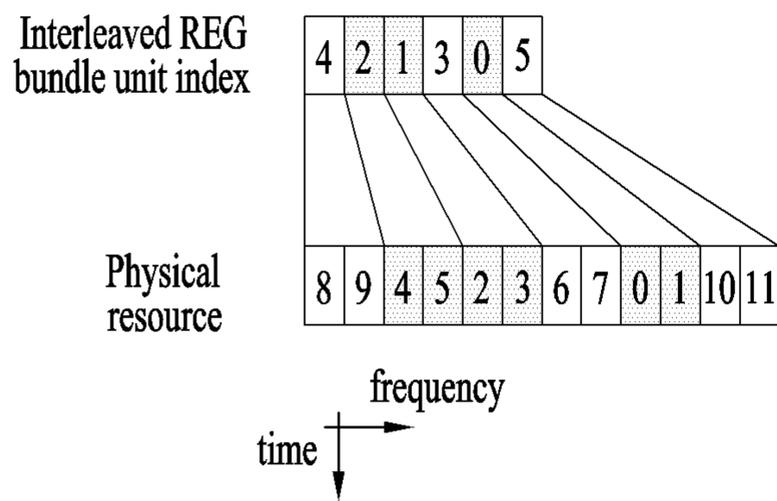 Interleaved REG
bundle unit index
4 2 1 3 0 5
Physical
resource
8 9 4 5 2 3 6 7 0 1 10 11
frequency
time